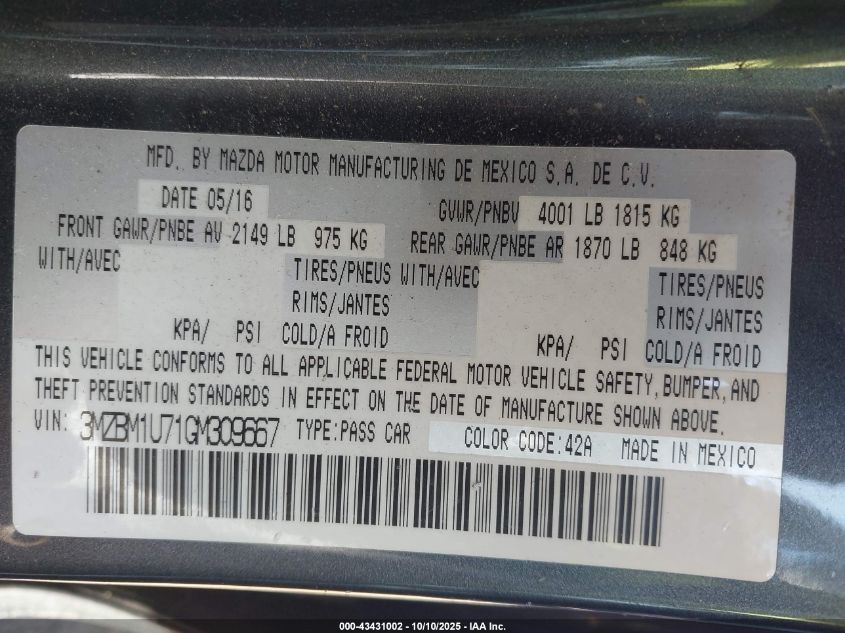 MFD. BY MAZDA MOTOR MANUFACTURING DE MEXICO S.A. DE C.V.
DATE 05/16 GVWR/PNBV 4001 LB 1815 KG
FRONT GAWR/PNBE AV 2149 LB 975 KG REAR GAWR/PNBE AR 1870 LB 848 KG
WITH/AVEC TIRES/PNEUS WITH/AVEC TIRES/PNEUS
RIMS/JANTES RIMS/JANTES
KPA/ PSI COLD/A FROID KPA/ PSI COLD/A FROID
THIS VEHICLE CONFORMS TO ALL APPLICABLE FEDERAL MOTOR VEHICLE SAFETY, BUMPER, AND
THEFT PREVENTION STANDARDS IN EFFECT ON THE DATE OF MANUFACTURE SHOWN ABOVE.
VIN: 3MZBM1U71GM309667 TYPE:PASS CAR COLOR CODE:42A MADE IN MEXICO
000-43431002 - 10/10/2025 - IAA Inc.